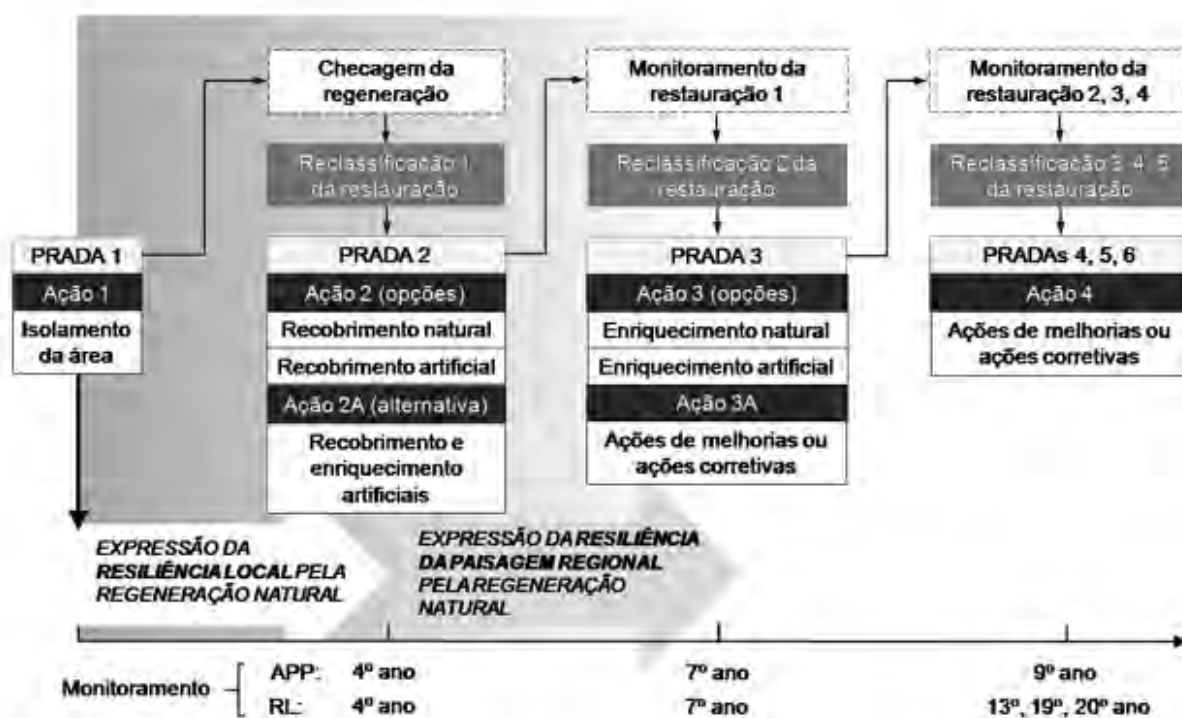 Checagem da
regeneração
Monitoramento da
restauração 1
Monitoramento da
restauração 2, 3, 4
Reclassificação 1
da restauração
Reclassificação 2 da
restauração
Reclassificação 3, 4, 5
da restauração
PRADA 1
Ação 1
Isolamento
da área
PRADA 2
Ação 2 (opções)
Recobrimento natural
Recobrimento artificial
Ação 2A (alternativa)
Recobrimento e
enriquecimento
artificiais
PRADA 3
Ação 3 (opções)
Enriquecimento natural
Enriquecimento artificial
Ação 3A
Ações de melhorias ou
ações corretivas
PRADAs 4, 5, 6
Ação 4
Ações de melhorias ou
ações corretivas
EXPRESSÃO DA
RESILIÊNCIA LOCAL PELA
REGENERAÇÃO NATURAL
EXPRESSÃO DA RESILIÊNCIA
DA PAISAGEM REGIONAL
PELA REGENERAÇÃO
NATURAL
Monitoramento
APP: 4º ano 7º ano 9º ano
RL: 4º ano 7º ano 13º, 19º, 20º ano